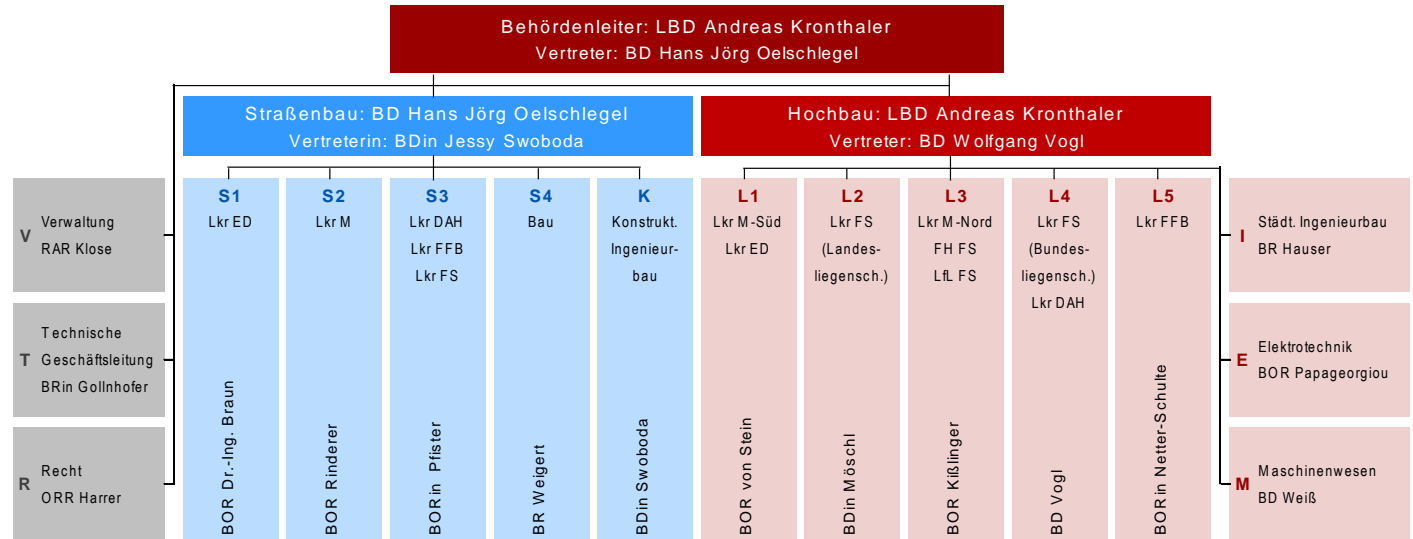 Behördenleiter: LBD Andreas Kronthaler
Vertreter: BD Hans Jörg Oelschlegel
Straßenbau: BD Hans Jörg Oelschlegel
Vertreterin: BDin Jessy Swoboda
Hochbau: LBD Andreas Kronthaler
Vertreter: BD Wolfgang Vogl
V
Verwaltung
RAR Klose
T
Technische
Geschäftsleitung
BRin Gollnhofer
R
Recht
ORR Harrer
S1
Lkr ED
BOR Dr.-Ing. Braun
S2
Lkr M
BOR Rinderer
S3
Lkr DAH
Lkr FFB
Lkr FS
BORin Pfister
S4
Bau
BR Weigert
K
Konstrukt.
Ingenieur-
bau
BDin Swoboda
L1
Lkr M-Süd
Lkr ED
BOR von Stein
L2
Lkr FS
(Landes-
liegensch.)
BDin Möschl
L3
Lkr M-Nord
FH FS
LfL FS
BOR Kißlinger
L4
Lkr FS
(Bundes-
liegensch.)
Lkr DAH
BD Vogl
L5
Lkr FFB
BORin Netter-Schulte
I
Städt. Ingenieurbau
BR Hauser
E
Elektrotechnik
BOR Papageorgiou
M
Maschinenwesen
BD Weiß